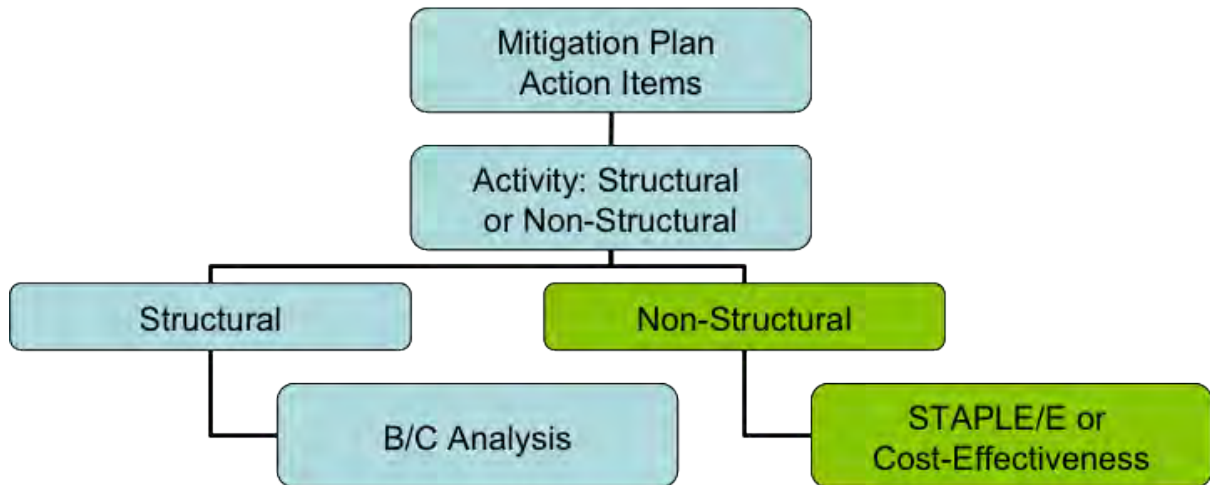 Mitigation Plan
Action Items
Activity: Structural
or Non-Structural
Structural
Non-Structural
B/C Analysis
STAPLE/E or
Cost-Effectiveness